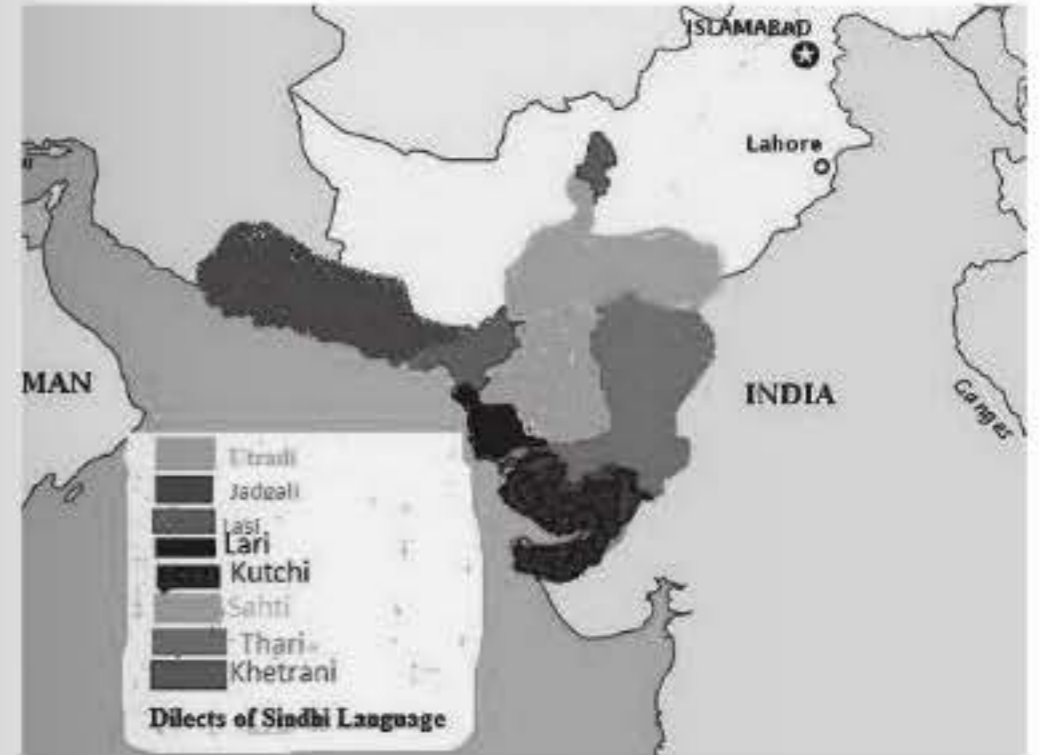 ISLAMABAD
Lahore
MAN
INDIA
Ganges
Utradi
Jadgali
Lasi
Lari
Kutchi
Sahti
Thari
Khetrani
Dilects of Sindhi Language